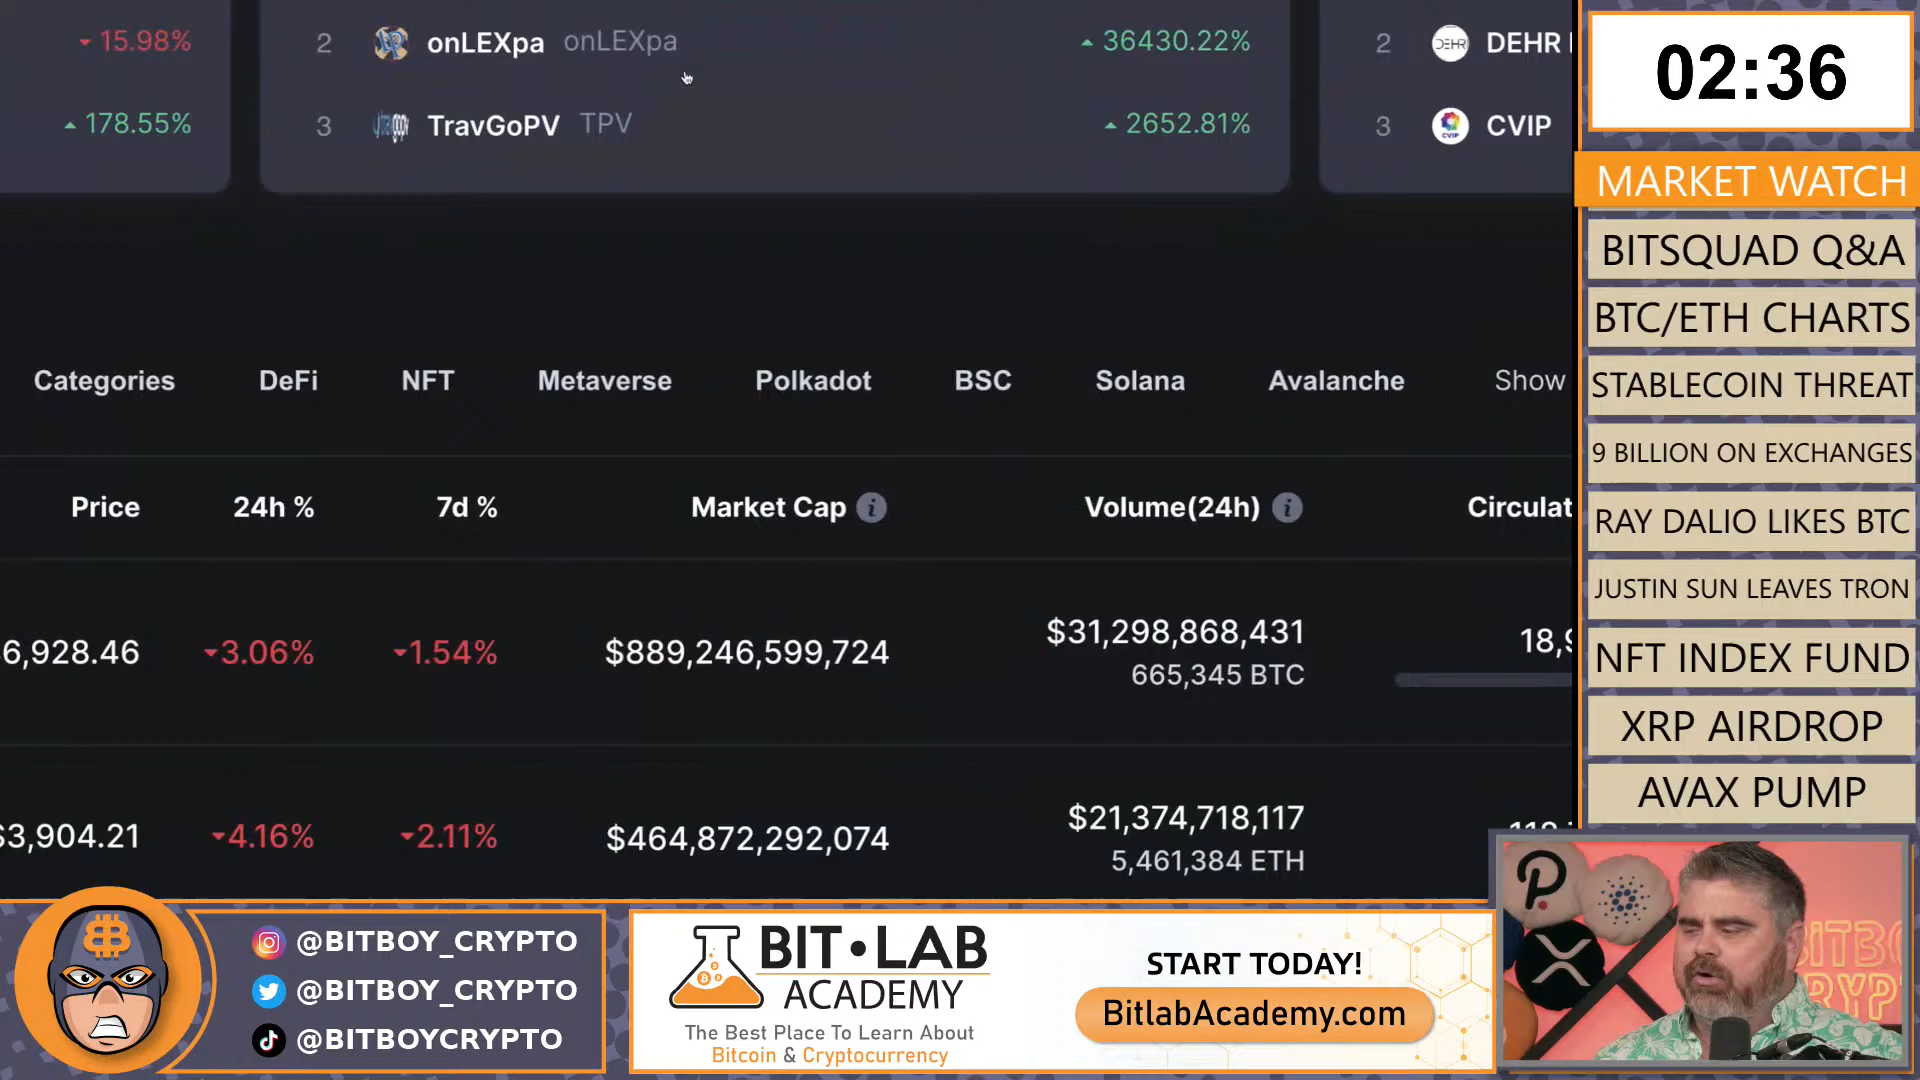 15.98%
178.55%
2 onLEXpa onLEXpa 36430.22%
3 TravGoPV TPV 2652.81%
2 DEHR
3 CVIP CVIP
Categories DeFi NFT Metaverse Polkadot BSC Solana Avalanche Show
Price 24h % 7d % Market Cap i Volume(24h) i Circulat
6,928.46 3.06% 1.54% $889,246,599,724 $31,298,868,431 18,9
665,345 BTC
$3,904.21 4.16% 2.11% $464,872,292,074 $21,374,718,117
5,461,384 ETH
02:36
MARKET WATCH
BITSQUAD Q&A
BTC/ETH CHARTS
STABLECOIN THREAT
9 BILLION ON EXCHANGES
RAY DALIO LIKES BTC
JUSTIN SUN LEAVES TRON
NFT INDEX FUND
XRP AIRDROP
AVAX PUMP
@BITBOY_CRYPTO
@BITBOY_CRYPTO
@BITBOYCRYPTO
BIT•LAB
ACADEMY
The Best Place To Learn About
Bitcoin & Cryptocurrency
START TODAY!
BitlabAcademy.com